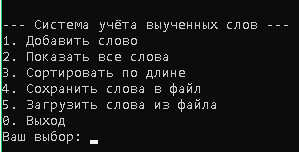 --- Система учёта выученных слов ---
1. Добавить слово
2. Показать все слова
3. Сортировать по длине
4. Сохранить слова в файл
5. Загрузить слова из файла
0. Выход
Ваш выбор: